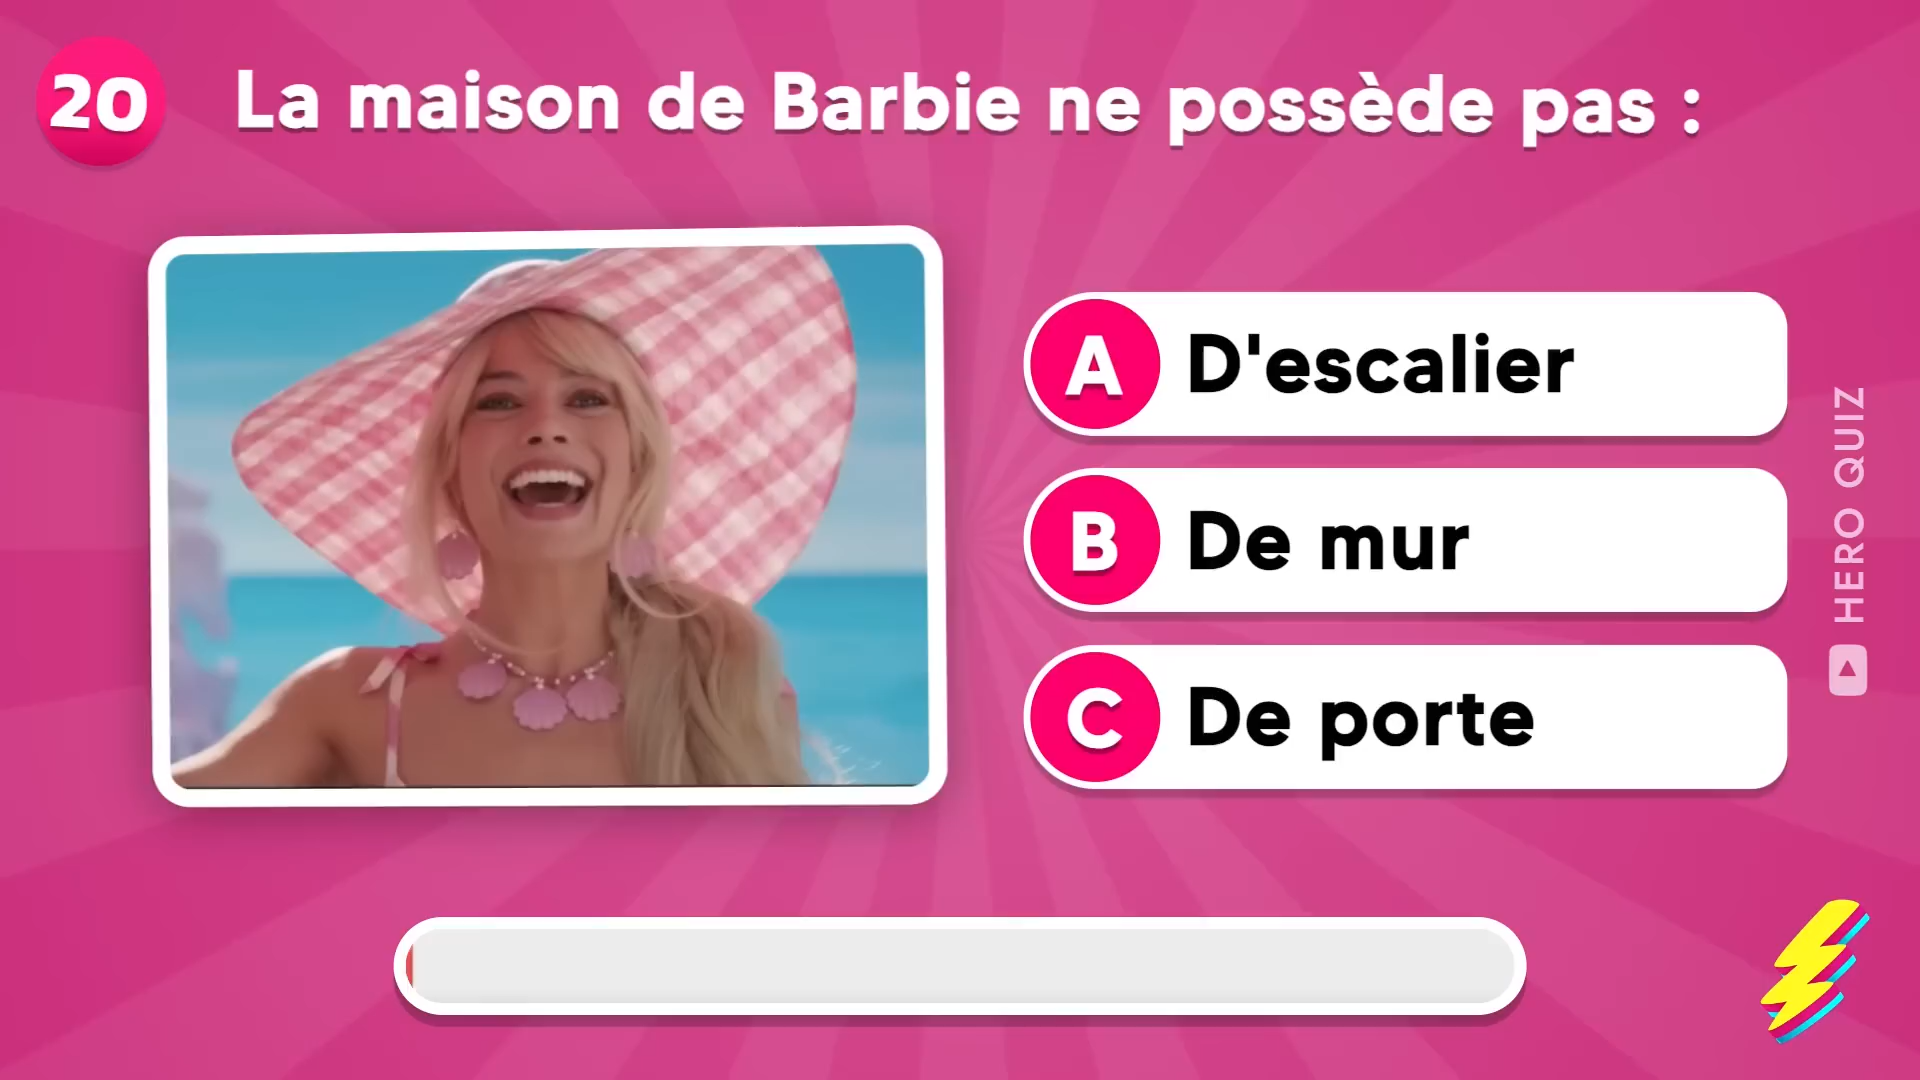 20
La maison de Barbie ne possède pas :
A D'escalier
B De mur
C De porte
HERO QUIZ